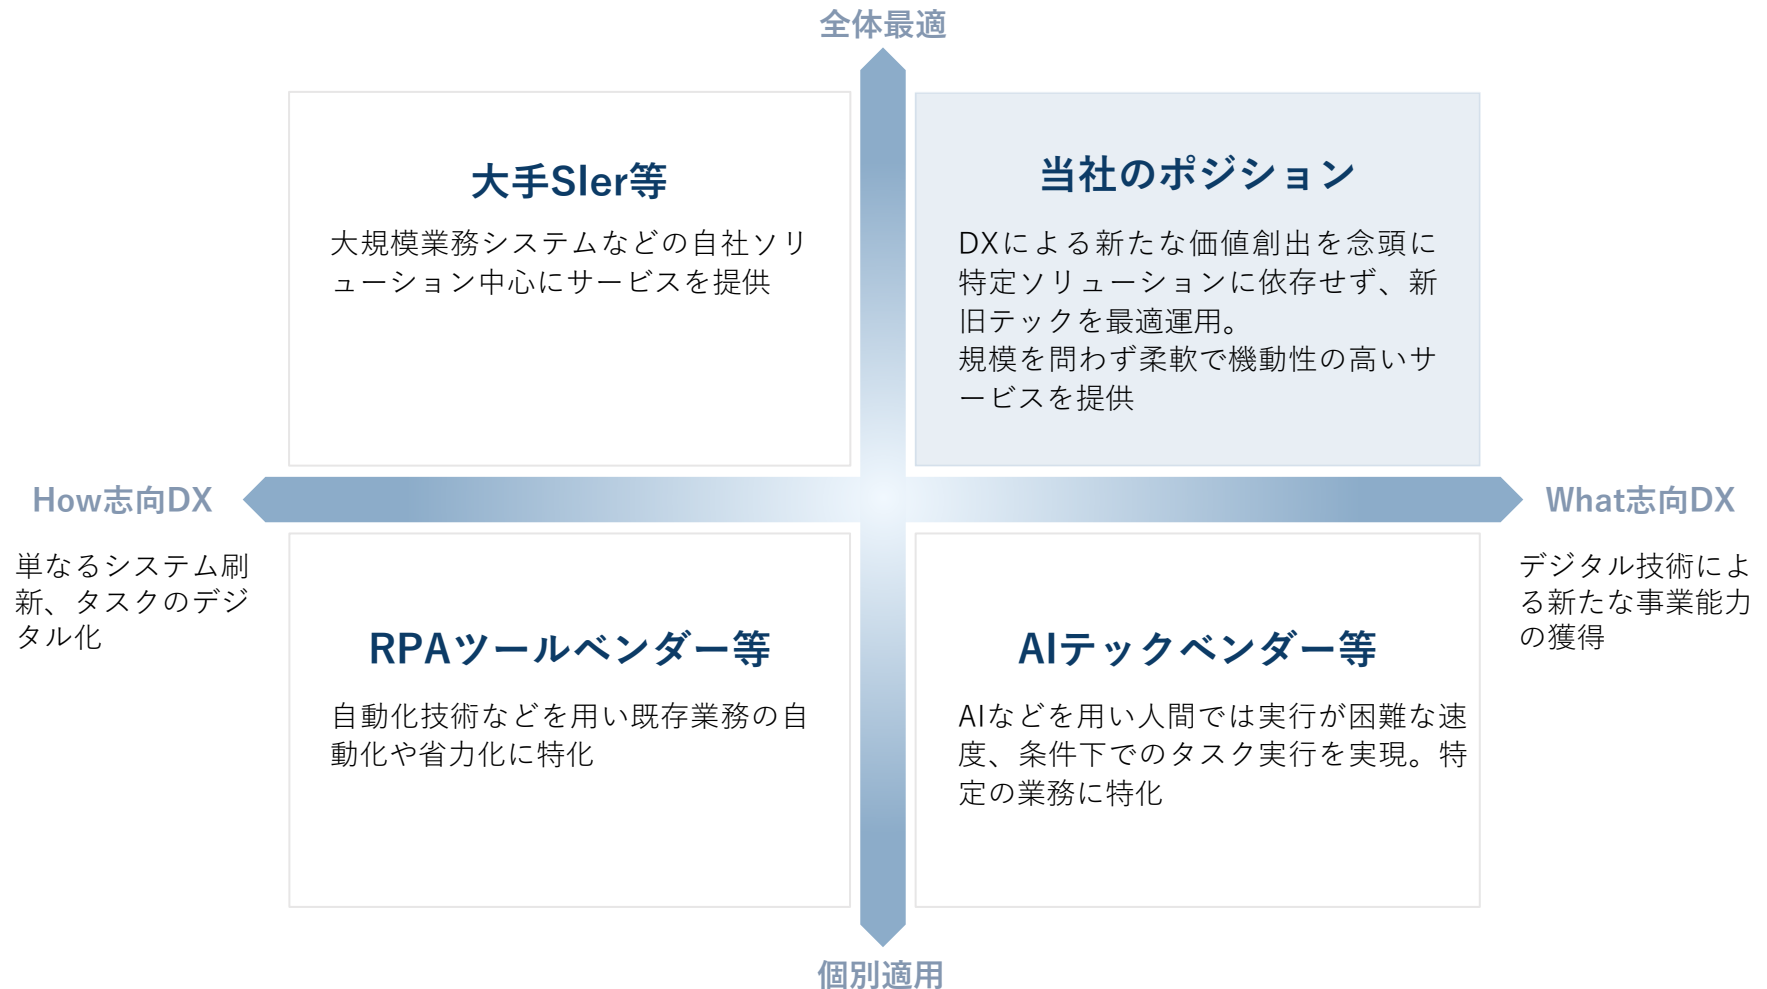 全体最適
大手SIer等
大規模業務システムなどの自社ソリ
ューション中心にサービスを提供
当社のポジション
DXによる新たな価値創出を念頭に
特定ソリューションに依存せず、新
旧テックを最適運用。
規模を問わず柔軟で機動性の高いサ
ービスを提供
How志向DX
単なるシステム刷
新、タスクのデジ
タル化
What志向DX
デジタル技術によ
る新たな事業能力
の獲得
RPAツールベンダー等
自動化技術などを用い既存業務の自
動化や省力化に特化
AIテックベンダー等
AIなどを用い人間では実行が困難な速
度、条件下でのタスク実行を実現。特
定の業務に特化
個別適用